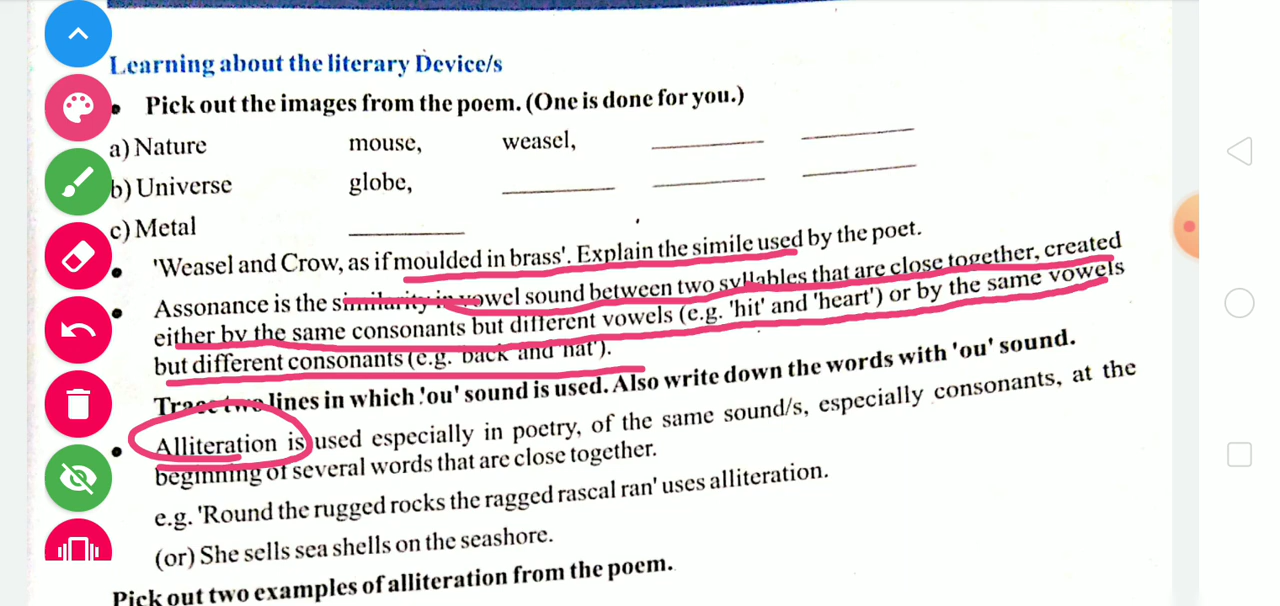 Learning about the literary Device/s
• Pick out the images from the poem. (One is done for you.)
a) Nature mouse, weasel,
b) Universe globe,
c) Metal
• 'Weasel and Crow, as if moulded in brass'. Explain the simile used by the poet.
• Assonance is the similarity in vowel sound between two syllables that are close together, created
either by the same consonants but different vowels (e.g. 'hit' and 'heart') or by the same vowels
but different consonants (e.g. 'back' and 'hat').
Trace two lines in which 'ou' sound is used. Also write down the words with 'ou' sound.
• Alliteration is used especially in poetry, of the same sound/s, especially consonants, at the
beginning of several words that are close together.
e.g. 'Round the rugged rocks the ragged rascal ran' uses alliteration.
(or) She sells sea shells on the seashore.
Pick out two examples of alliteration from the poem.